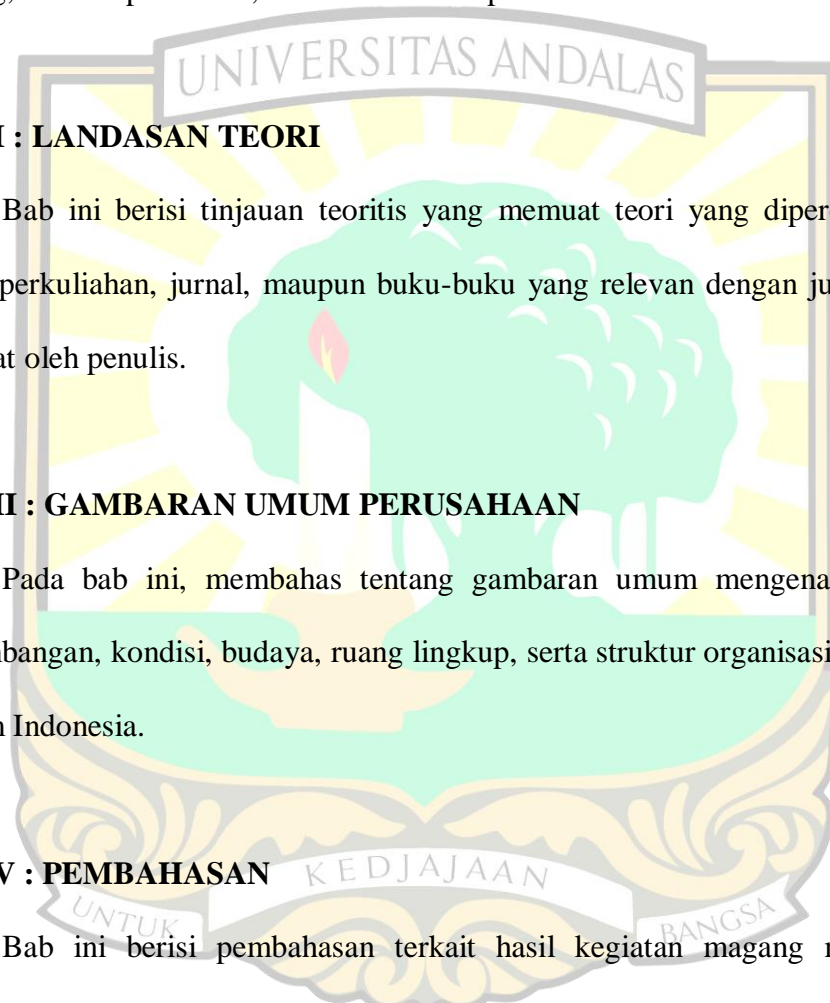 UNIVERSITAS ANDALAS
I : LANDASAN TEORI
Bab ini berisi tinjauan teoritis yang memuat teori yang diper
perkuliahan, jurnal, maupun buku-buku yang relevan dengan ju
at oleh penulis.
II : GAMBARAN UMUM PERUSAHAAN
Pada bab ini, membahas tentang gambaran umum mengena
bangan, kondisi, budaya, ruang lingkup, serta struktur organisasi
Indonesia.
V : PEMBAHASAN
KEDJAJAAN
UNTUK BANGSA
Bab ini berisi pembahasan terkait hasil kegiatan magang